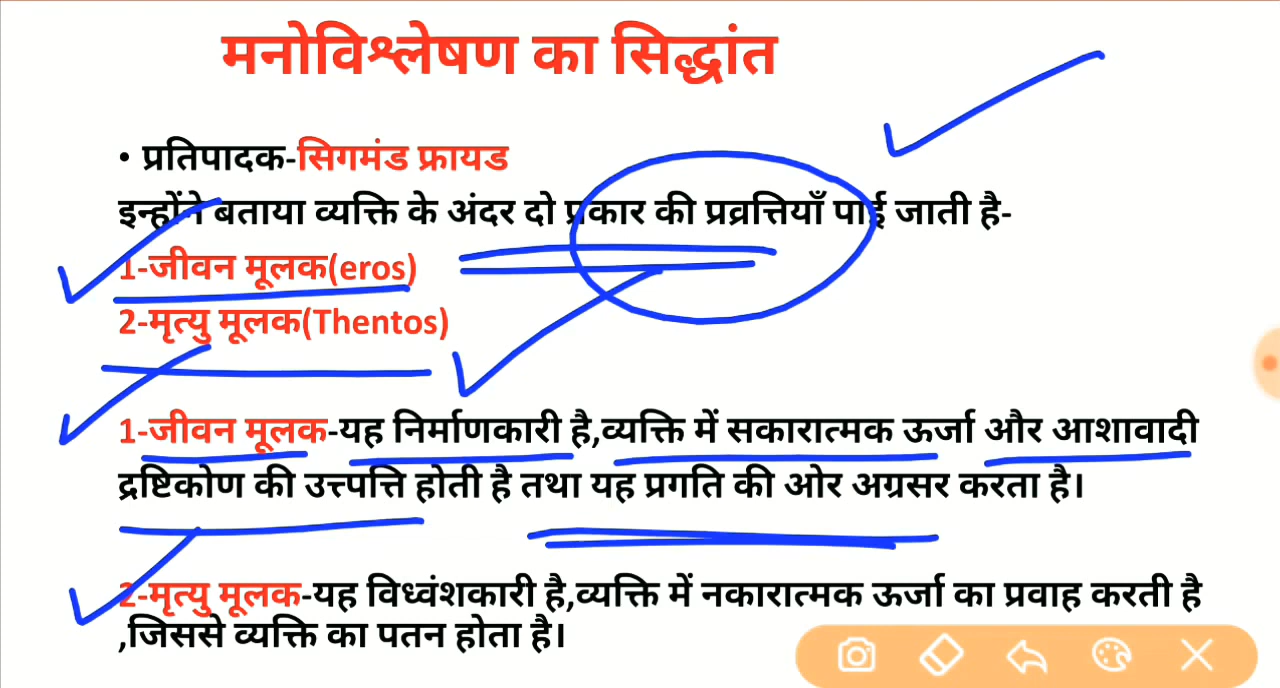 मनोविश्लेषण का सिद्धांत
• प्रतिपादक-सिगमंड फ्रायड
इन्होंने बताया व्यक्ति के अंदर दो प्रकार की प्रव्रत्तियाँ पाई जाती है-
1-जीवन मूलक(eros)
2-मृत्यु मूलक(Thentos)
1-जीवन मूलक-यह निर्माणकारी है,व्यक्ति में सकारात्मक ऊर्जा और आशावादी
द्रष्टिकोण की उत्त्पत्ति होती है तथा यह प्रगति की ओर अग्रसर करता है।
2-मृत्यु मूलक-यह विध्वंशकारी है,व्यक्ति में नकारात्मक ऊर्जा का प्रवाह करती है
,जिससे व्यक्ति का पतन होता है।